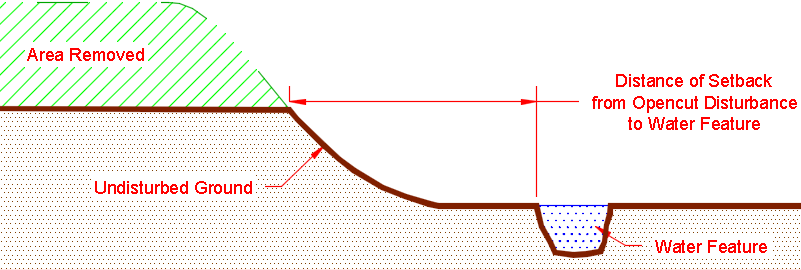 Area Removed
Distance of Setback
from Opencut Disturbance
to Water Feature
Undisturbed Ground
Water Feature